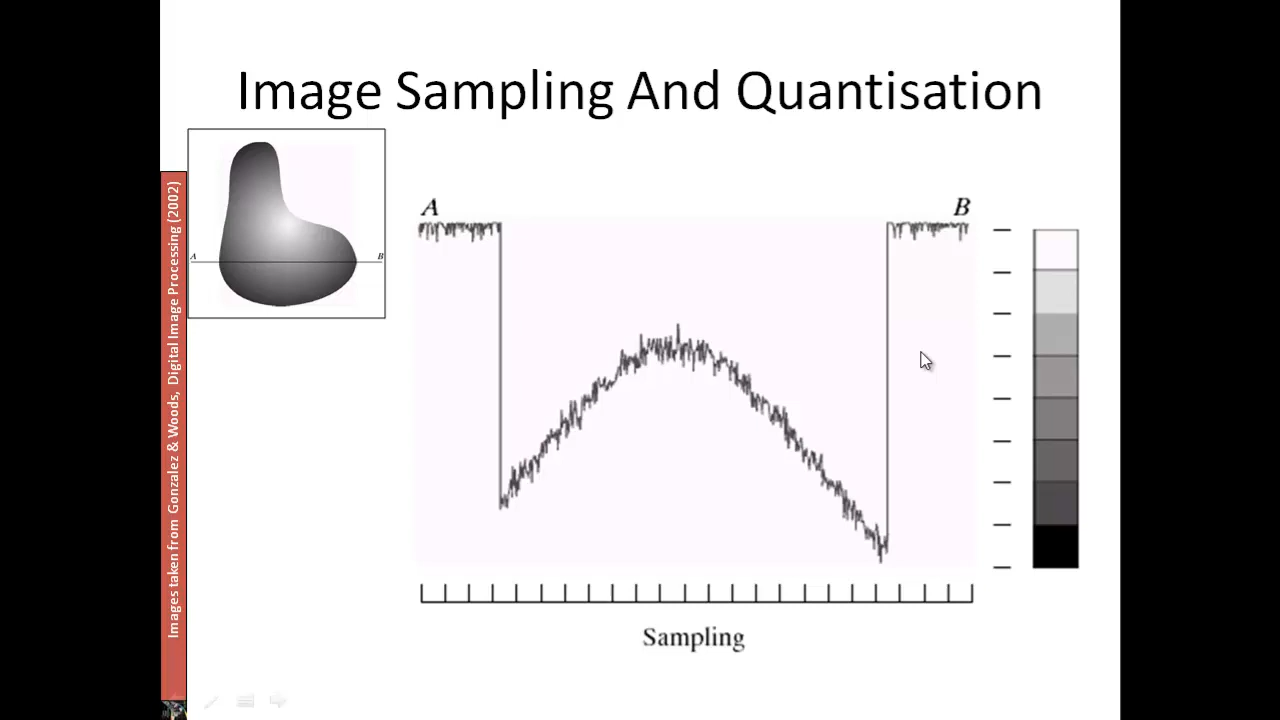 Image Sampling And Quantisation
Images taken from Gonzalez & Woods, Digital Image Processing (2002)
A
B
A
B
Sampling